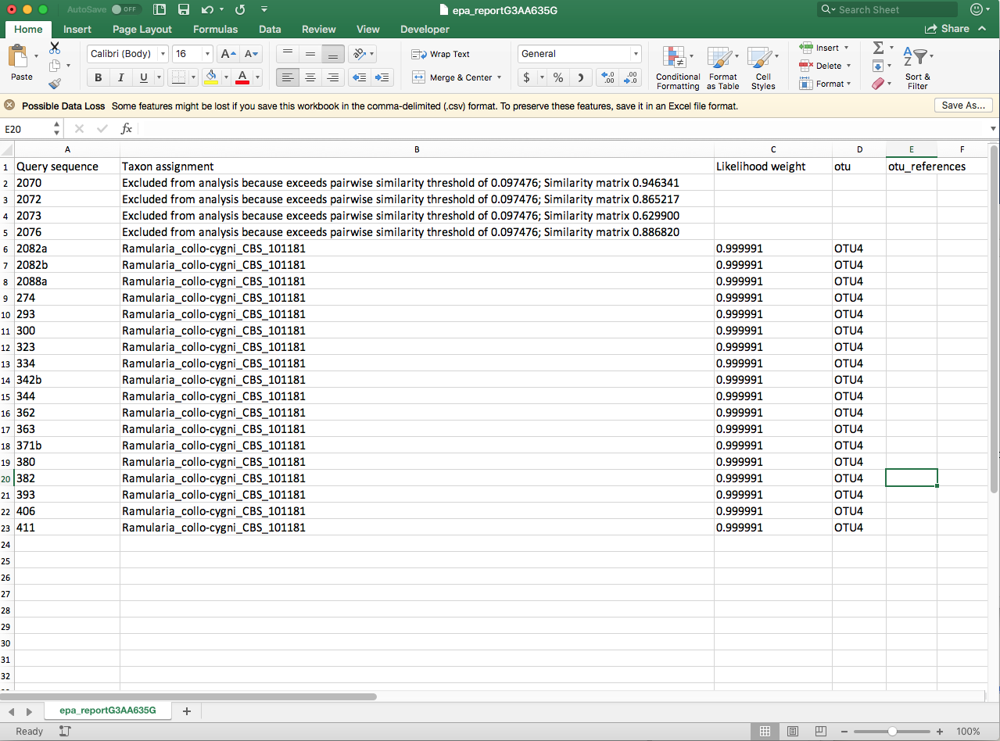 AutoSave OFF epa_reportG3AA635G Search Sheet
Home Insert Page Layout Formulas Data Review View Developer Share
Paste Calibri (Body) 16 A A Wrap Text General Insert
B I U A Merge & Center $ % Conditional Formatting Format as Table Cell Styles Delete Format Sort & Filter
Possible Data Loss Some features might be lost if you save this workbook in the comma-delimited (.csv) format. To preserve these features, save it in an Excel file format. Save As...
E20 fx
A B C D E F
1 Query sequence Taxon assignment Likelihood weight otu otu_references
2 2070 Excluded from analysis because exceeds pairwise similarity threshold of 0.097476; Similarity matrix 0.946341
3 2072 Excluded from analysis because exceeds pairwise similarity threshold of 0.097476; Similarity matrix 0.865217
4 2073 Excluded from analysis because exceeds pairwise similarity threshold of 0.097476; Similarity matrix 0.629900
5 2076 Excluded from analysis because exceeds pairwise similarity threshold of 0.097476; Similarity matrix 0.886820
6 2082a Ramularia_collo-cygni_CBS_101181 0.999991 OTU4
7 2082b Ramularia_collo-cygni_CBS_101181 0.999991 OTU4
8 2088a Ramularia_collo-cygni_CBS_101181 0.999991 OTU4
9 274 Ramularia_collo-cygni_CBS_101181 0.999991 OTU4
10 293 Ramularia_collo-cygni_CBS_101181 0.999991 OTU4
11 300 Ramularia_collo-cygni_CBS_101181 0.999991 OTU4
12 323 Ramularia_collo-cygni_CBS_101181 0.999991 OTU4
13 334 Ramularia_collo-cygni_CBS_101181 0.999991 OTU4
14 342b Ramularia_collo-cygni_CBS_101181 0.999991 OTU4
15 344 Ramularia_collo-cygni_CBS_101181 0.999991 OTU4
16 362 Ramularia_collo-cygni_CBS_101181 0.999991 OTU4
17 363 Ramularia_collo-cygni_CBS_101181 0.999991 OTU4
18 371b Ramularia_collo-cygni_CBS_101181 0.999991 OTU4
19 380 Ramularia_collo-cygni_CBS_101181 0.999991 OTU4
20 382 Ramularia_collo-cygni_CBS_101181 0.999991 OTU4
21 393 Ramularia_collo-cygni_CBS_101181 0.999991 OTU4
22 406 Ramularia_collo-cygni_CBS_101181 0.999991 OTU4
23 411 Ramularia_collo-cygni_CBS_101181 0.999991 OTU4
24
25
26
27
28
29
30
31
32
epa_reportG3AA635G +
Ready 100%